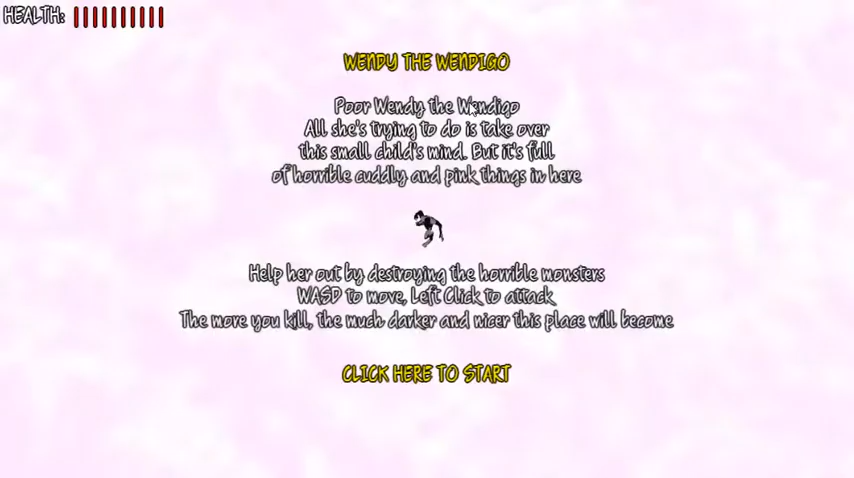 HEALTH:
WENDY THE WENDIGO
Poor Wendy the Wendigo
All she's trying to do is take over
this small child's mind. But it's full
of horrible cuddly and pink things in here
Help her out by destroying the horrible monsters
WASD to move, Left Click to attack
The more you kill, the much darker and nicer this place will become
CLICK HERE TO START